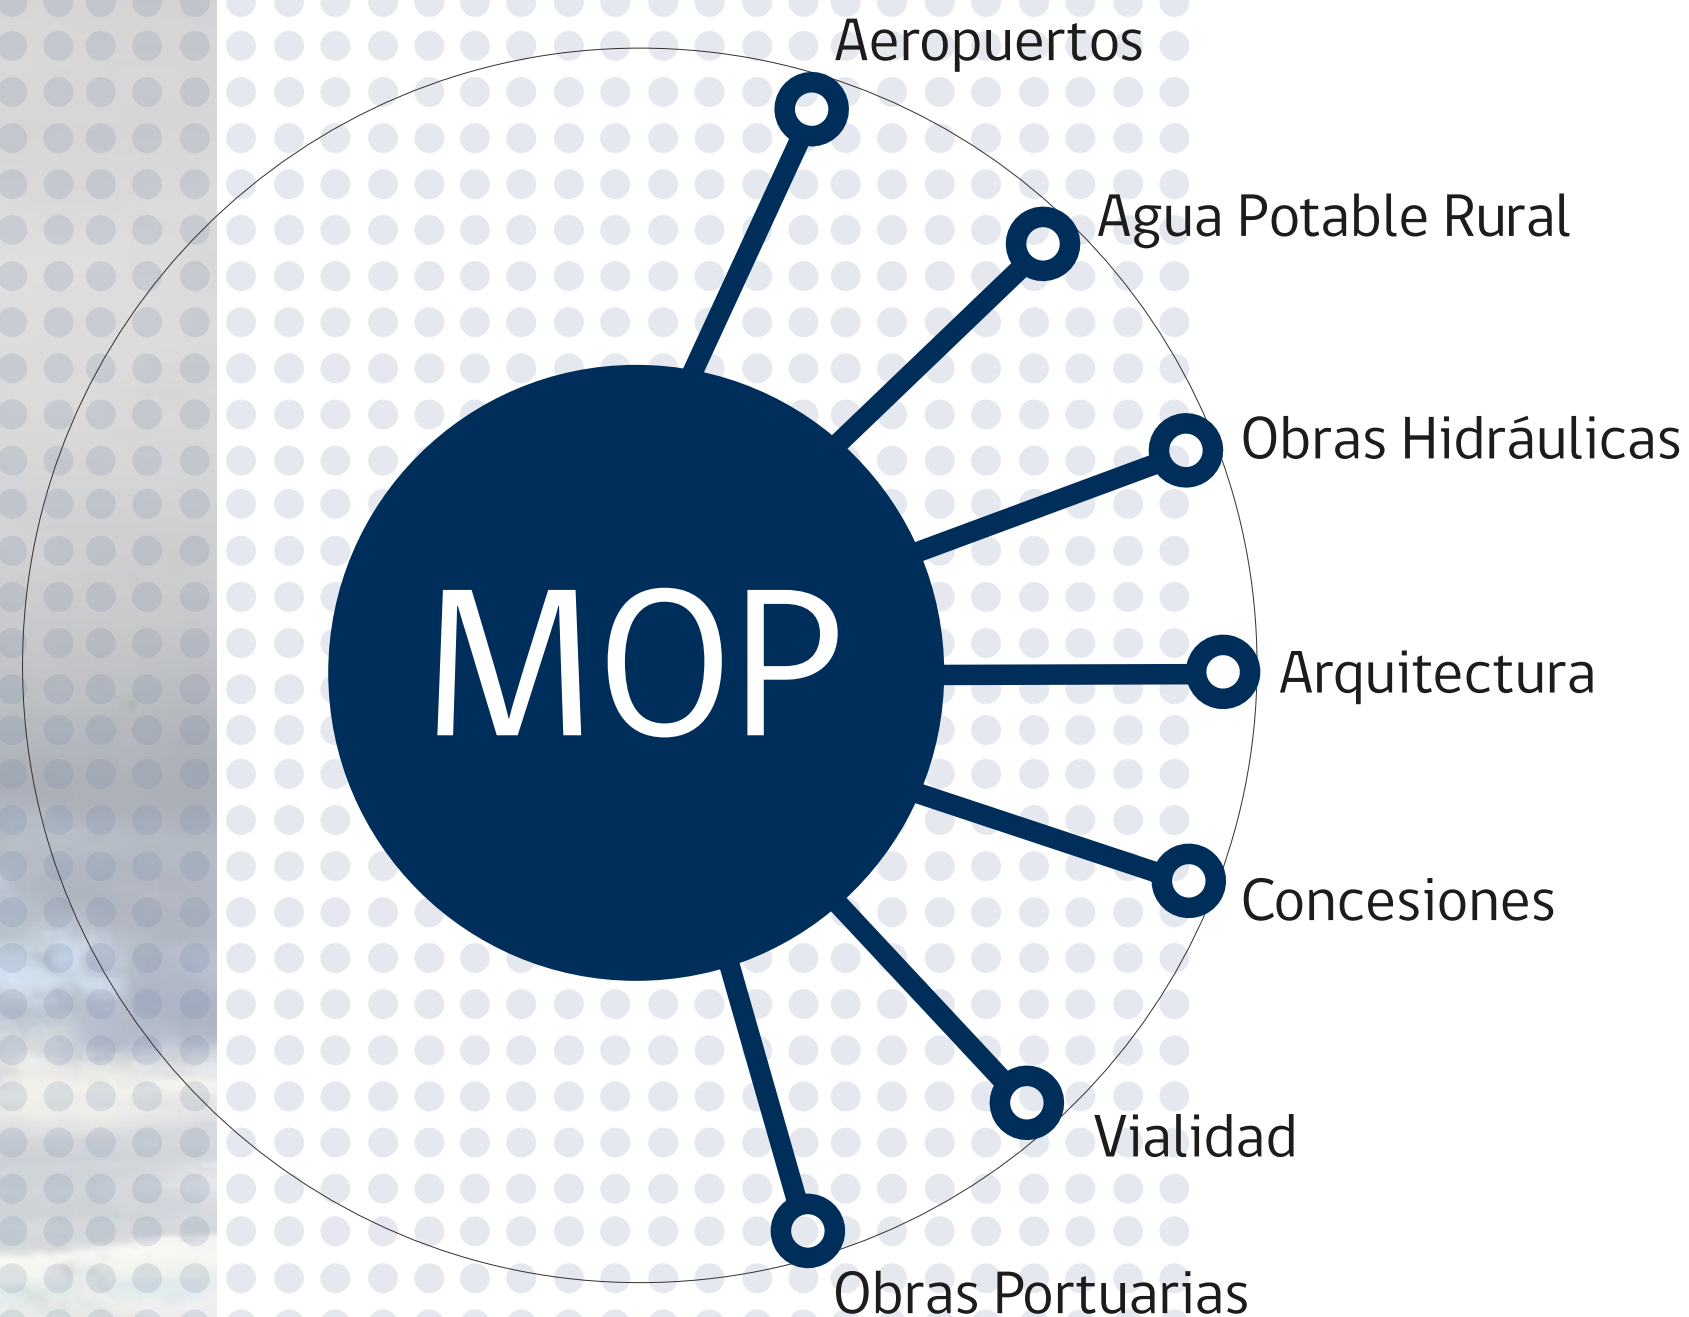 Aeropuertos
Agua Potable Rural
Obras Hidráulicas
MOP
Arquitectura
Concesiones
Vialidad
Obras Portuarias